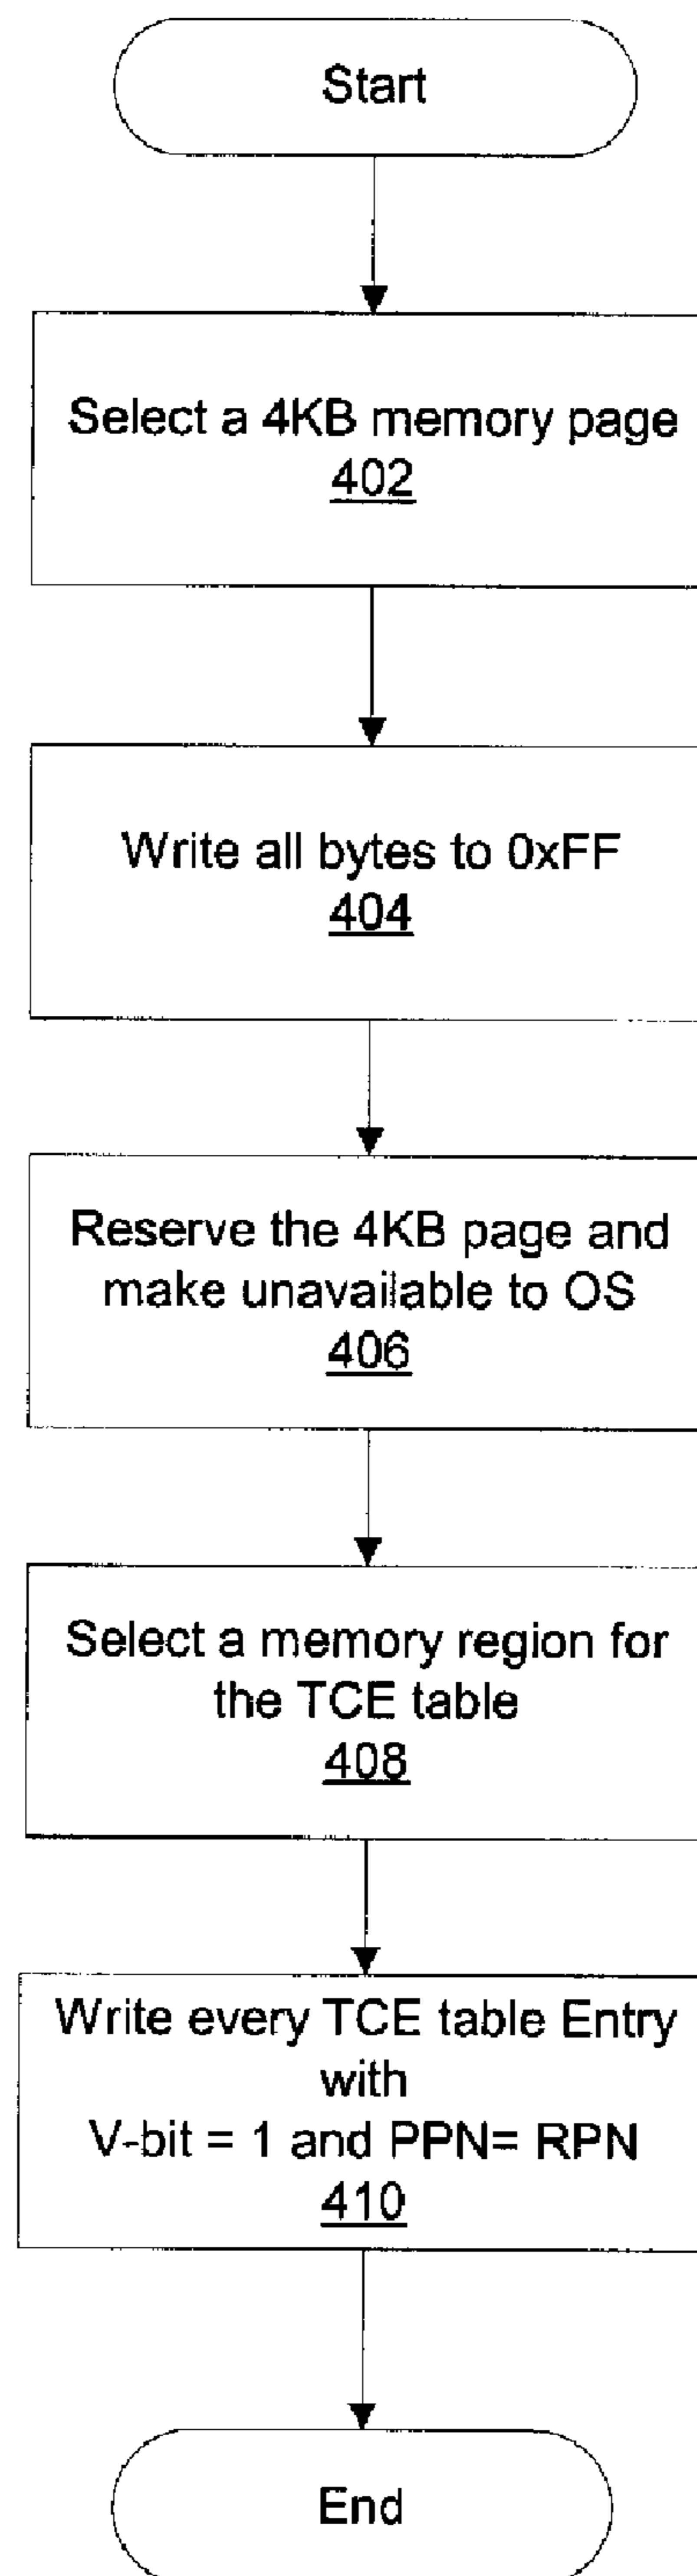 Start
Select a 4KB memory page
402
Write all bytes to 0xFF
404
Reserve the 4KB page and
make unavailable to OS
406
Select a memory region for
the TCE table
408
Write every TCE table Entry
with
V-bit = 1 and PPN= RPN
410
End